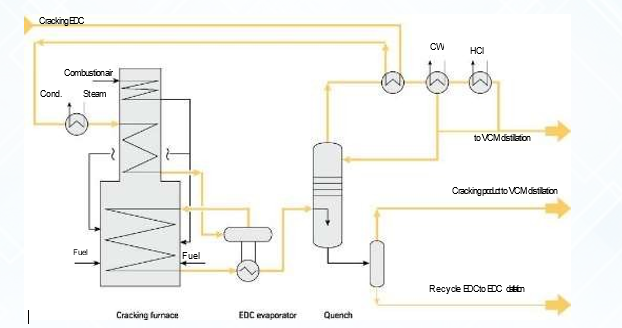 Cracking EDC
CW
HCl
Combustion air
Cond. Steam
to VCM distillation
Cracking product to VCM distillation
Fuel
Fuel
Recycle EDC to EDC
Cracking furnace
EDC evaporator
Quench